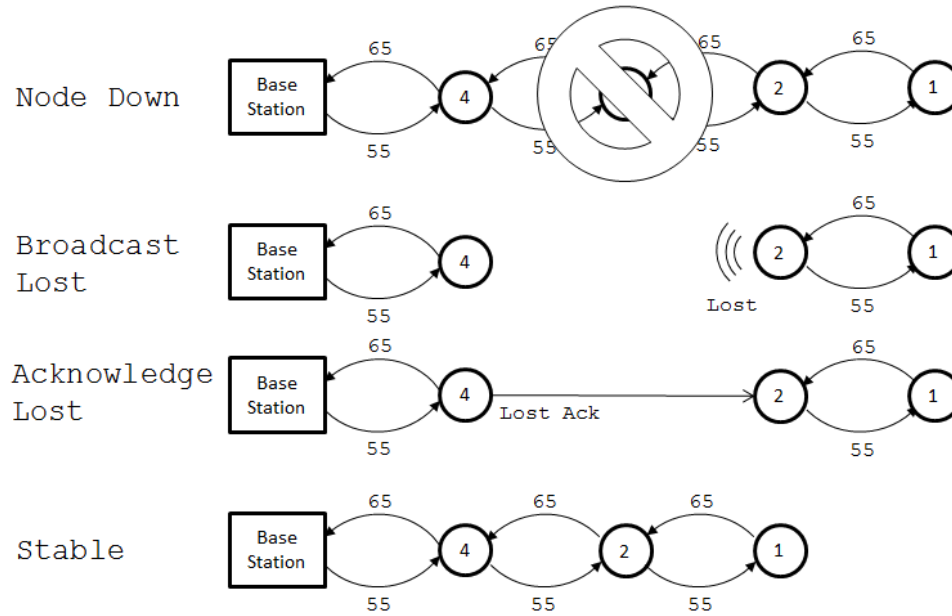 65 65 65 65
Node Down
Base
Station
4 2 1
55 55 55 55
Broadcast
Lost
65 65
Base
Station
4 2 1
Lost
55 55
Acknowledge
Lost
65 65
Base
Station
4 2 1
Lost Ack
55 55
65 65 65
Stable
Base
Station
4 2 1
55 55 55